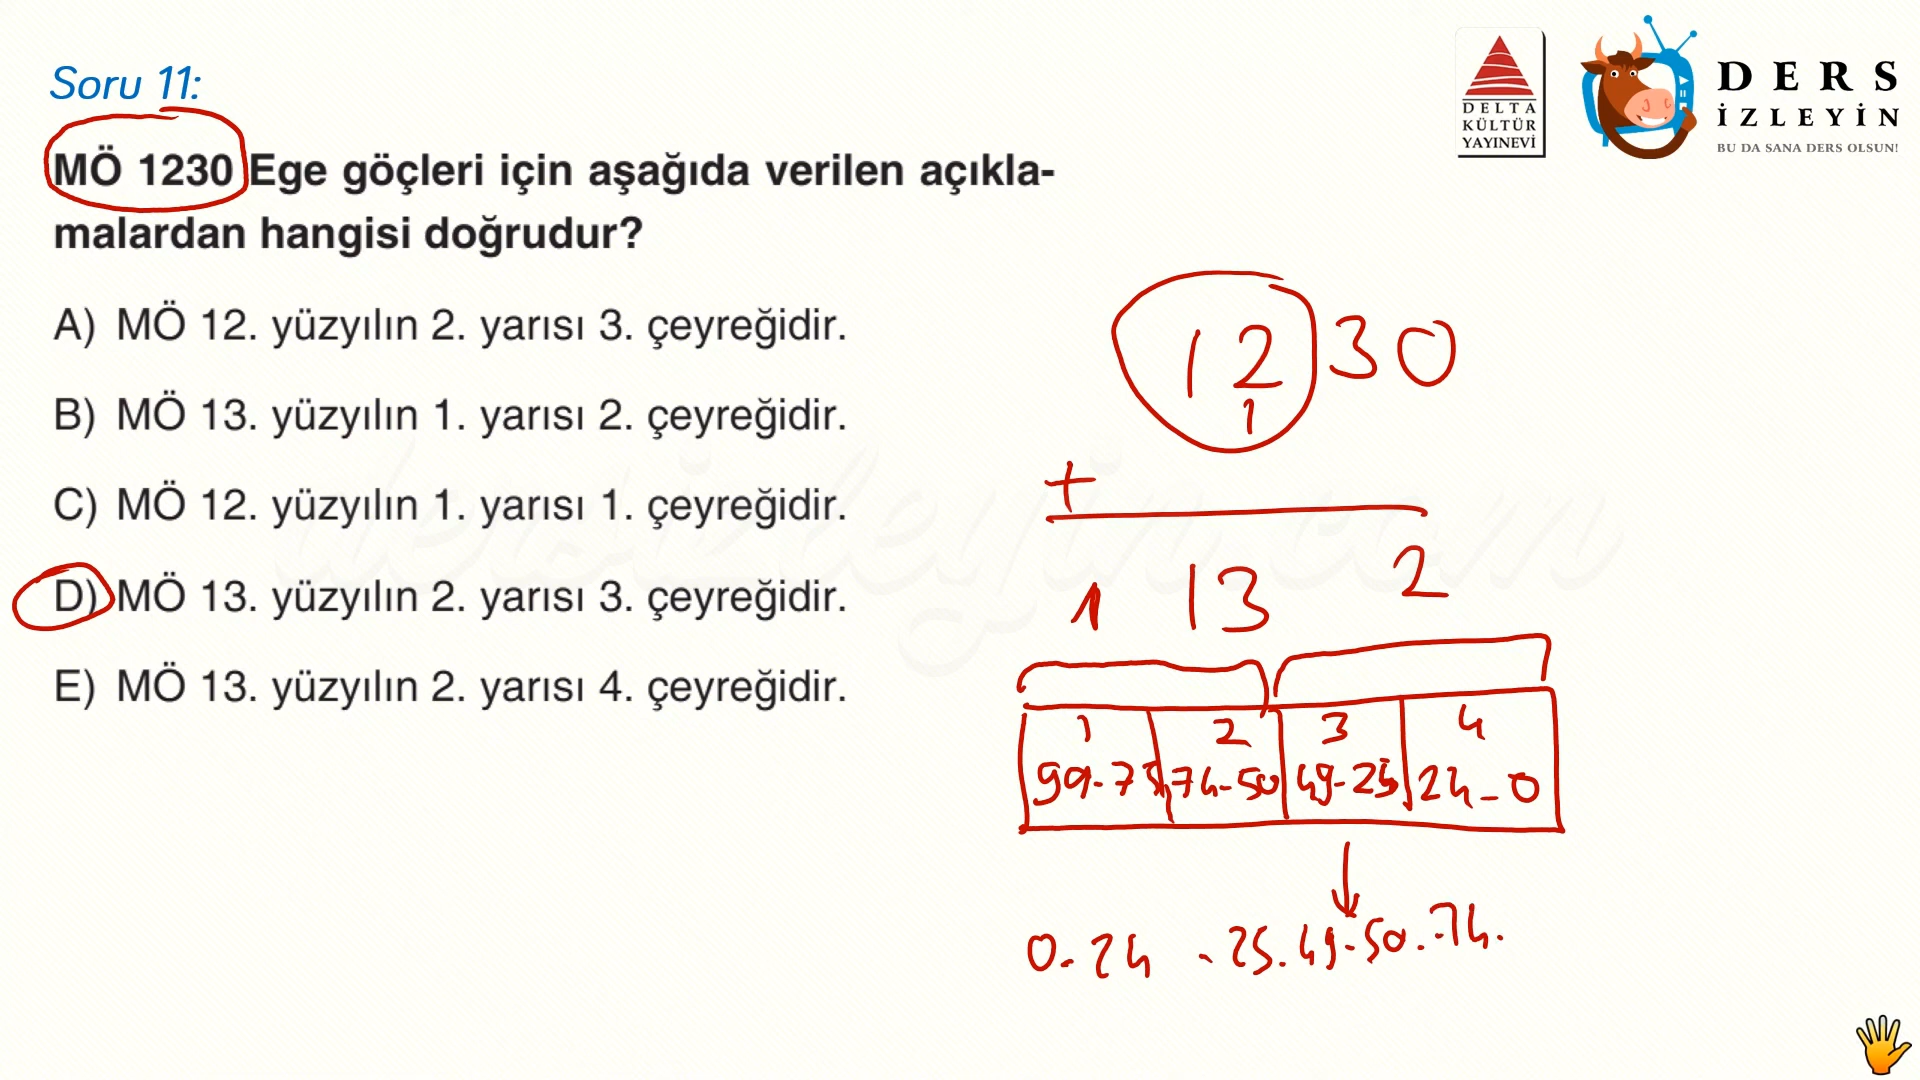 Soru 11:
DELTA
KÜLTÜR
YAYINEVİ
DERS
İZLEYİN
BU DA SANA DERS OLSUN!
MÖ 1230 Ege göçleri için aşağıda verilen açıkla-
malardan hangisi doğrudur?
A) MÖ 12. yüzyılın 2. yarısı 3. çeyreğidir.
B) MÖ 13. yüzyılın 1. yarısı 2. çeyreğidir.
C) MÖ 12. yüzyılın 1. yarısı 1. çeyreğidir.
D) MÖ 13. yüzyılın 2. yarısı 3. çeyreğidir.
E) MÖ 13. yüzyılın 2. yarısı 4. çeyreğidir.
dersizleyin.com
1230
1
+
1 13 2
1 2 3 4
99-75 74-50 49-25 24-0
0-24 -25.49-50.-74.